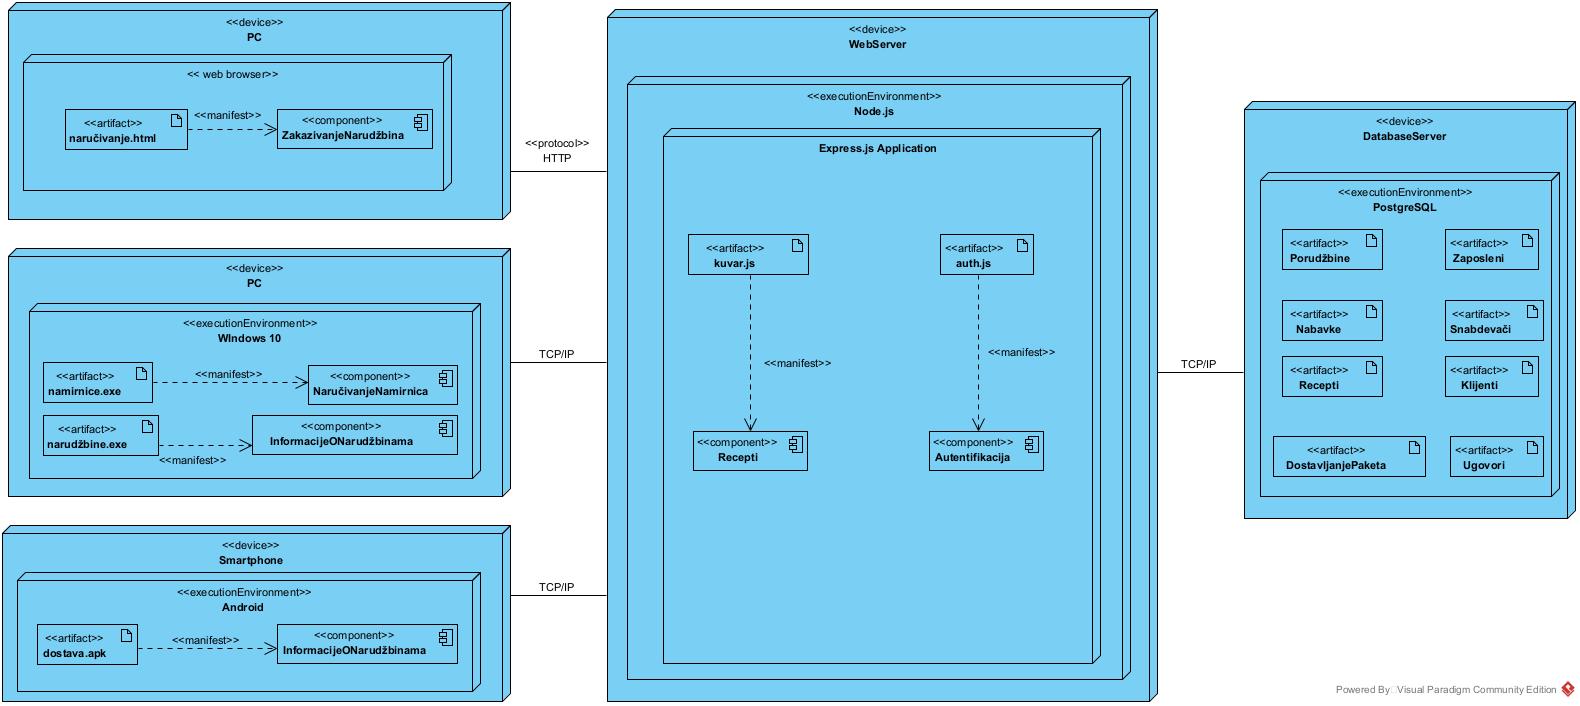 <<device>>
PC
<< web browser>>
<<artifact>>
naručivanje.html
<<manifest>>
<<component>>
ZakazivanjeNarudžbina
<<protocol>>
HTTP
<<device>>
PC
<<executionEnvironment>>
WIndows 10
<<artifact>>
namirnice.exe
<<manifest>>
<<component>>
NaručivanjeNamirnica
<<artifact>>
narudžbine.exe
<<manifest>>
<<component>>
InformacijeONarudžbinama
TCP/IP
<<device>>
Smartphone
<<executionEnvironment>>
Android
<<artifact>>
dostava.apk
<<manifest>>
<<component>>
InformacijeONarudžbinama
TCP/IP
<<device>>
WebServer
<<executionEnvironment>>
Node.js
Express.js Application
<<artifact>>
kuvar.js
<<manifest>>
<<component>>
Recepti
<<artifact>>
auth.js
<<manifest>>
<<component>>
Autentifikacija
TCP/IP
<<device>>
DatabaseServer
<<executionEnvironment>>
PostgreSQL
<<artifact>>
Porudžbine
<<artifact>>
Zaposleni
<<artifact>>
Nabavke
<<artifact>>
Snabdevači
<<artifact>>
Recepti
<<artifact>>
Klijenti
<<artifact>>
DostavljanjePaketa
<<artifact>>
Ugovori
Powered By Visual Paradigm Community Edition